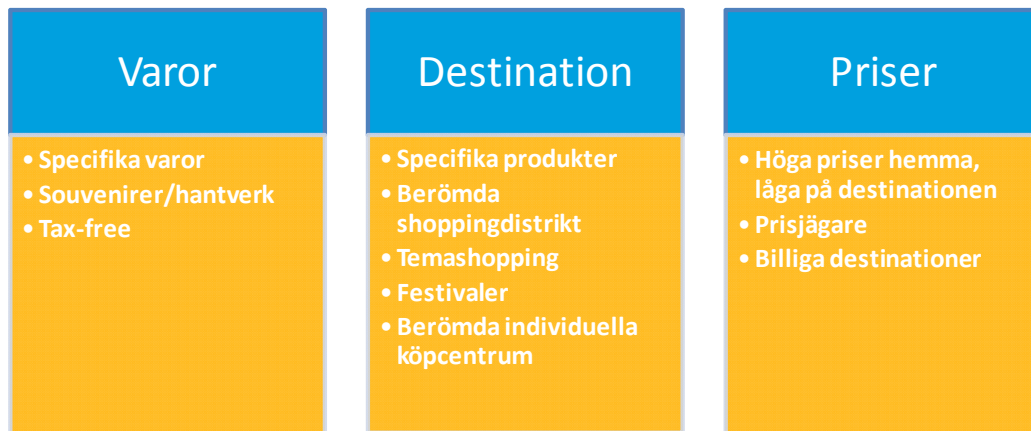 Varor
• Specifika varor
• Souvenirer/hantverk
• Tax-free
Destination
• Specifika produkter
• Berömda
shoppingdistrikt
• Temashopping
• Festivaler
• Berömda individuella
köpcentrum
Priser
• Höga priser hemma,
låga på destinationen
• Prisjägare
• Billiga destinationer